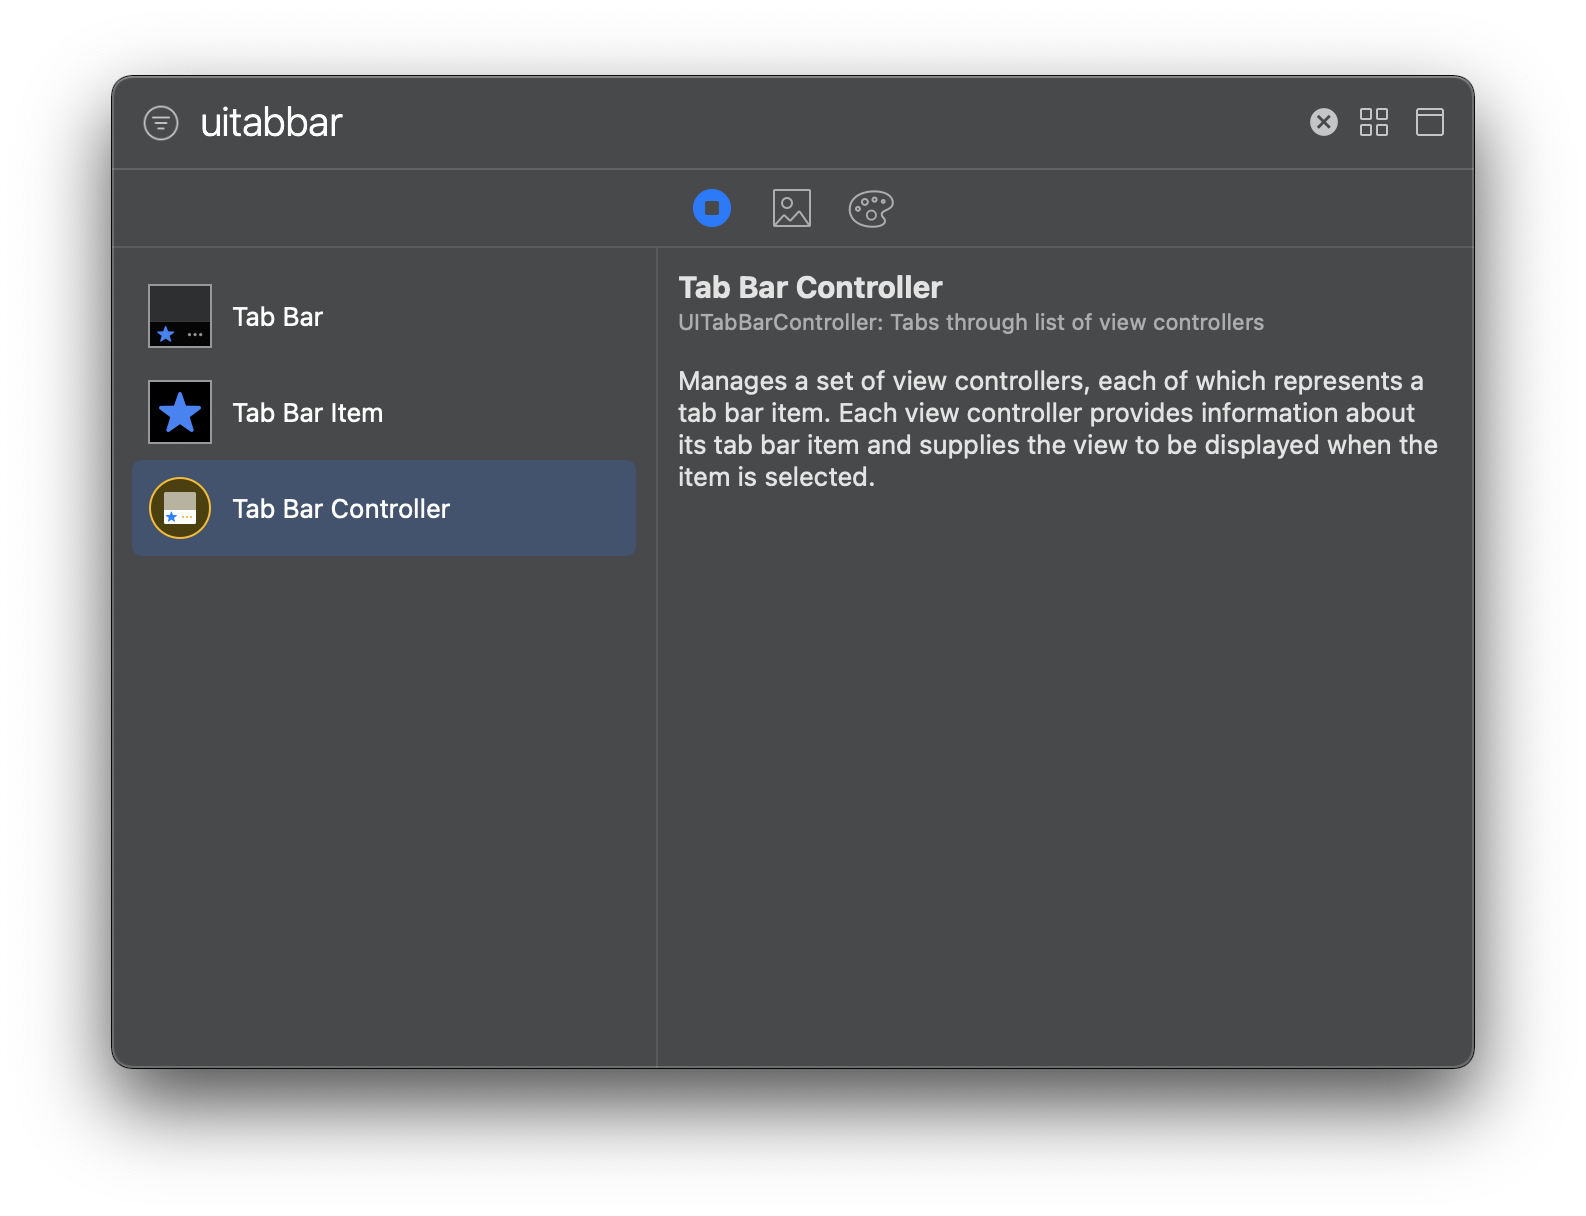 uitabbar
Tab Bar
Tab Bar Item
Tab Bar Controller
Tab Bar Controller
UITabBarController: Tabs through list of view controllers
Manages a set of view controllers, each of which represents a
tab bar item. Each view controller provides information about
its tab bar item and supplies the view to be displayed when the
item is selected.